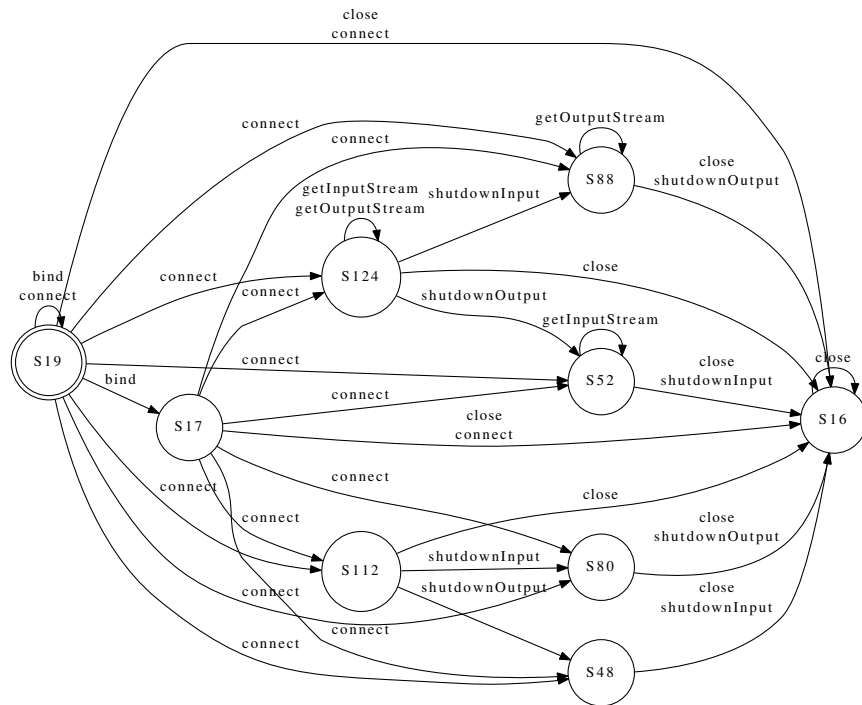 close
connect
connect
connect
getOutputStream
S88
close
shutdownOutput
getInputStream
getOutputStream
shutdownInput
S124
connect
connect
close
shutdownOutput
bind
connect
S19
getInputStream
S52
connect
bind
close
shutdownInput
close
S16
connect
S17
close
connect
connect
connect
connect
close
S112
shutdownInput
shutdownOutput
S80
close
shutdownOutput
connect
connect
connect
close
shutdownInput
S48